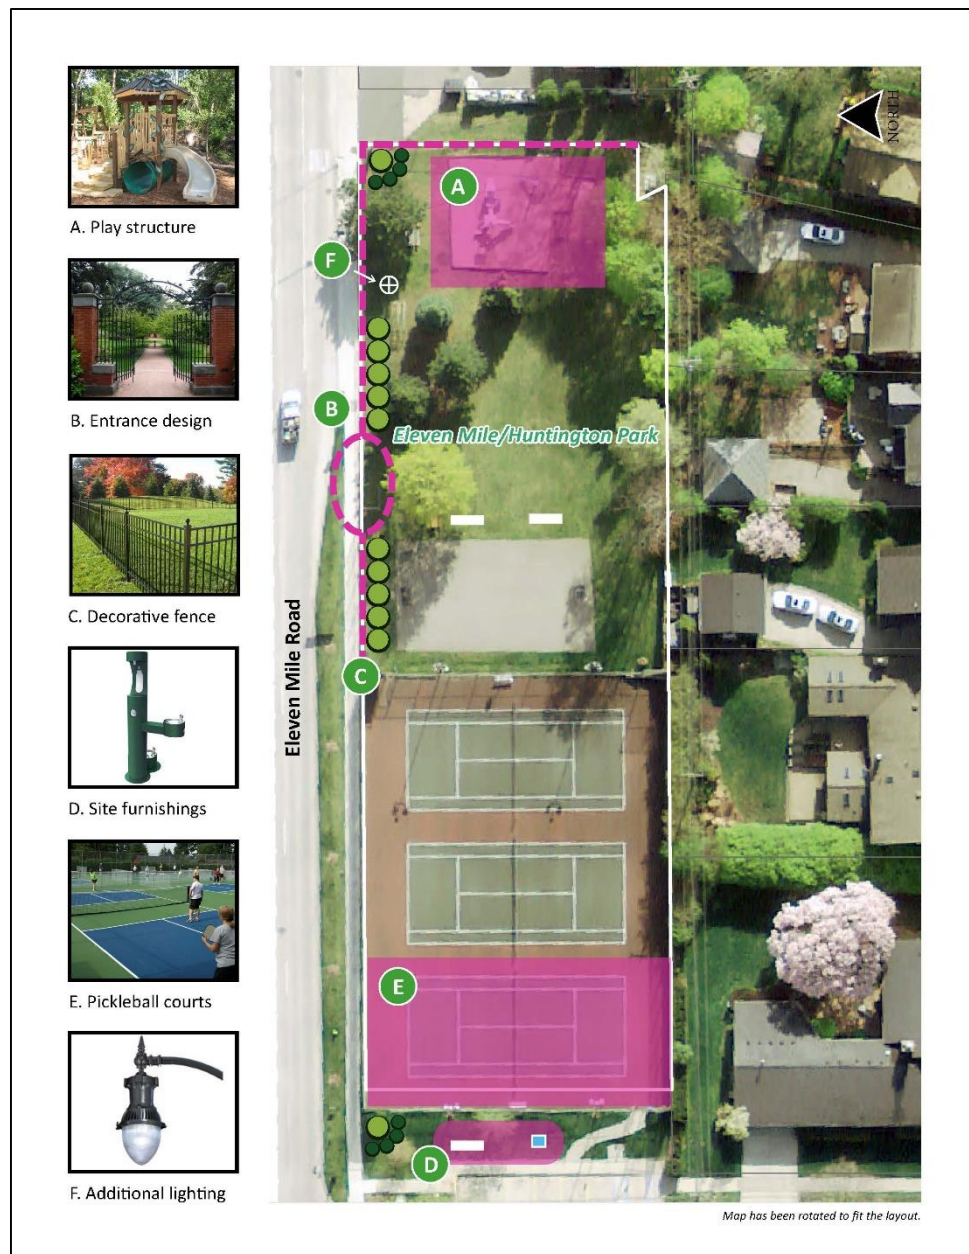 A. Play structure
B. Entrance design
C. Decorative fence
D. Site furnishings
E. Pickleball courts
F. Additional lighting
NORTH
A
F
B
Eleven Mile/Huntington Park
Eleven Mile Road
C
E
D
Map has been rotated to fit the layout.